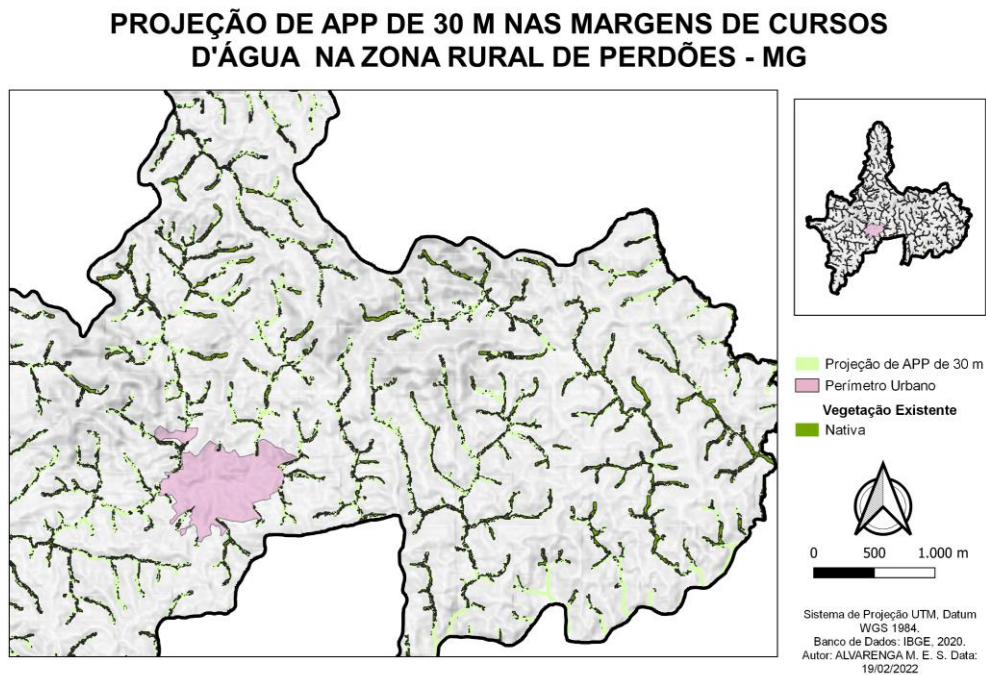 PROJEÇÃO DE APP DE 30 M NAS MARGENS DE CURSOS
D'ÁGUA NA ZONA RURAL DE PERDÕES - MG
Projeção de APP de 30 m
Perímetro Urbano
Vegetação Existente
Nativa
0 500 1.000 m
Sistema de Projeção UTM, Datum
WGS 1984.
Banco de Dados: IBGE, 2020.
Autor: ALVARENGA M. E. S. Data:
19/02/2022